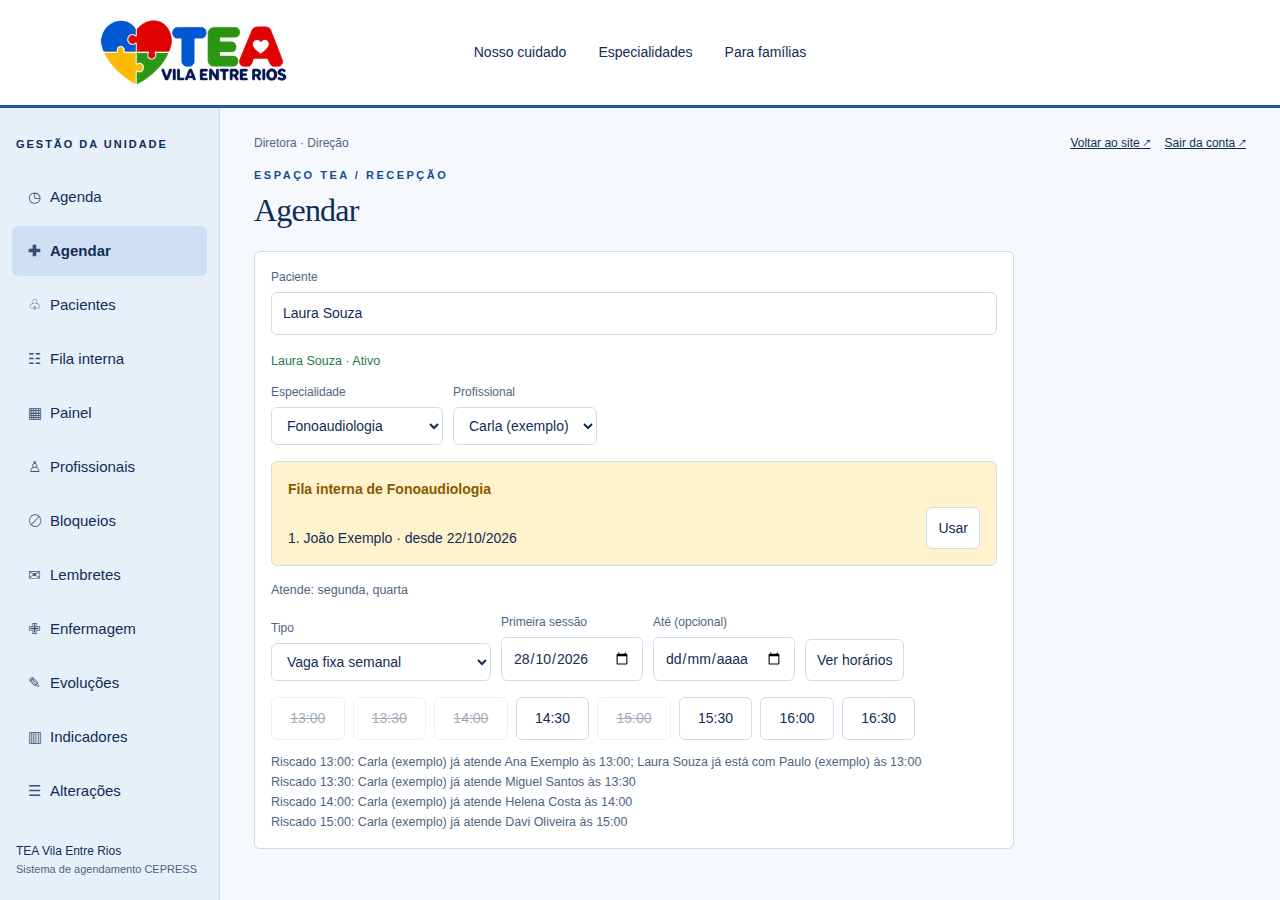 TEA
VILA ENTRE RIOS
Nosso cuidado
Especialidades
Para famílias
GESTÃO DA UNIDADE
Agenda
Agendar
Pacientes
Fila interna
Painel
Profissionais
Bloqueios
Lembretes
Enfermagem
Evoluções
Indicadores
Alterações
TEA Vila Entre Rios
Sistema de agendamento CEPRESS
Diretora · Direção
Voltar ao site ↗ Sair da conta ↗
ESPAÇO TEA / RECEPÇÃO
Agendar
Paciente
Laura Souza
Laura Souza · Ativo
Especialidade Profissional
Fonoaudiologia Carla (exemplo)
Fila interna de Fonoaudiologia
1. João Exemplo · desde 22/10/2026 Usar
Atende: segunda, quarta
Tipo Primeira sessão Até (opcional)
Vaga fixa semanal 28/10/2026 dd/mm/aaaa Ver horários
13:00 13:30 14:00 14:30 15:00 15:30 16:00 16:30
Riscado 13:00: Carla (exemplo) já atende Ana Exemplo às 13:00; Laura Souza já está com Paulo (exemplo) às 13:00
Riscado 13:30: Carla (exemplo) já atende Miguel Santos às 13:30
Riscado 14:00: Carla (exemplo) já atende Helena Costa às 14:00
Riscado 15:00: Carla (exemplo) já atende Davi Oliveira às 15:00